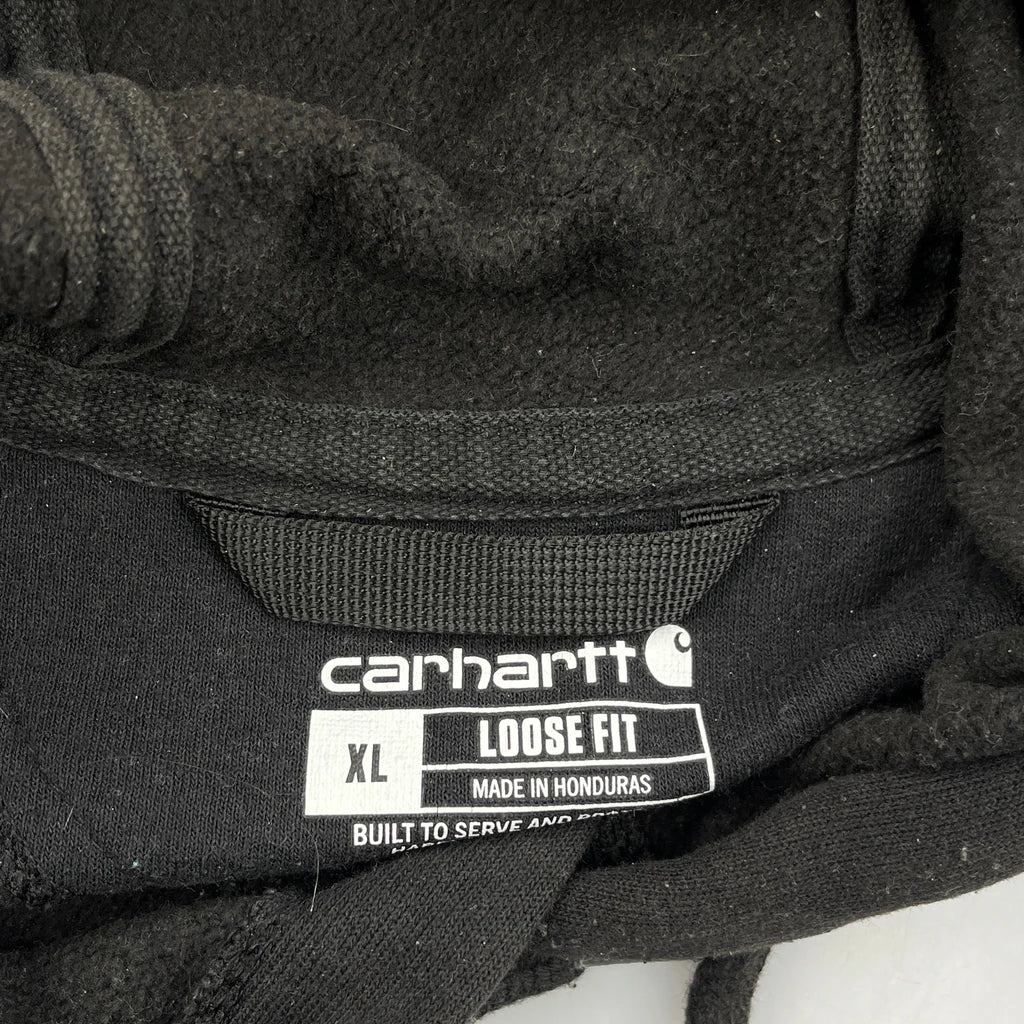 carhartt
XL
LOOSE FIT
MADE IN HONDURAS
BUILT TO SERVE AND